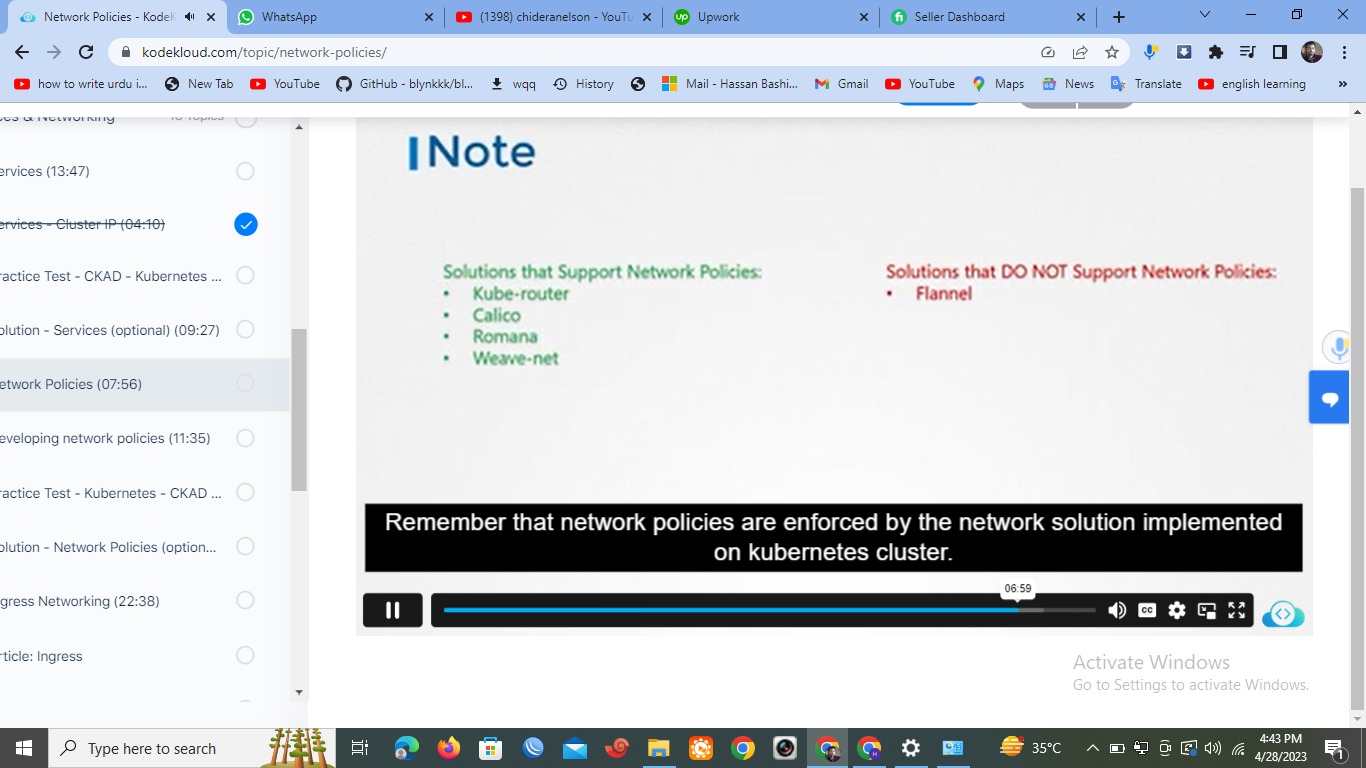 Network Policies - KodeK
WhatsApp
(1398) chideranelson - YouTu
Upwork
Seller Dashboard
kodekloud.com/topic/network-policies/
how to write urdu i...
New Tab
YouTube
GitHub - blynkkk/bl...
wqq
History
Mail - Hassan Bashi...
Gmail
YouTube
Maps
News
Translate
english learning
»
ervices (13:47)
ervices - Cluster IP (04:10)
ractice Test - CKAD - Kubernetes ...
olution - Services (optional) (09:27)
etwork Policies (07:56)
eveloping network policies (11:35)
ractice Test - Kubernetes - CKAD ...
olution - Network Policies (option...
gress Networking (22:38)
rticle: Ingress
Note
Solutions that Support Network Policies:
• Kube-router
• Calico
• Romana
• Weave-net
Solutions that DO NOT Support Network Policies:
• Flannel
Remember that network policies are enforced by the network solution implemented
on kubernetes cluster.
06:59
CC
Activate Windows
Go to Settings to activate Windows.
Type here to search
35°C
4:43 PM
4/28/2023
1